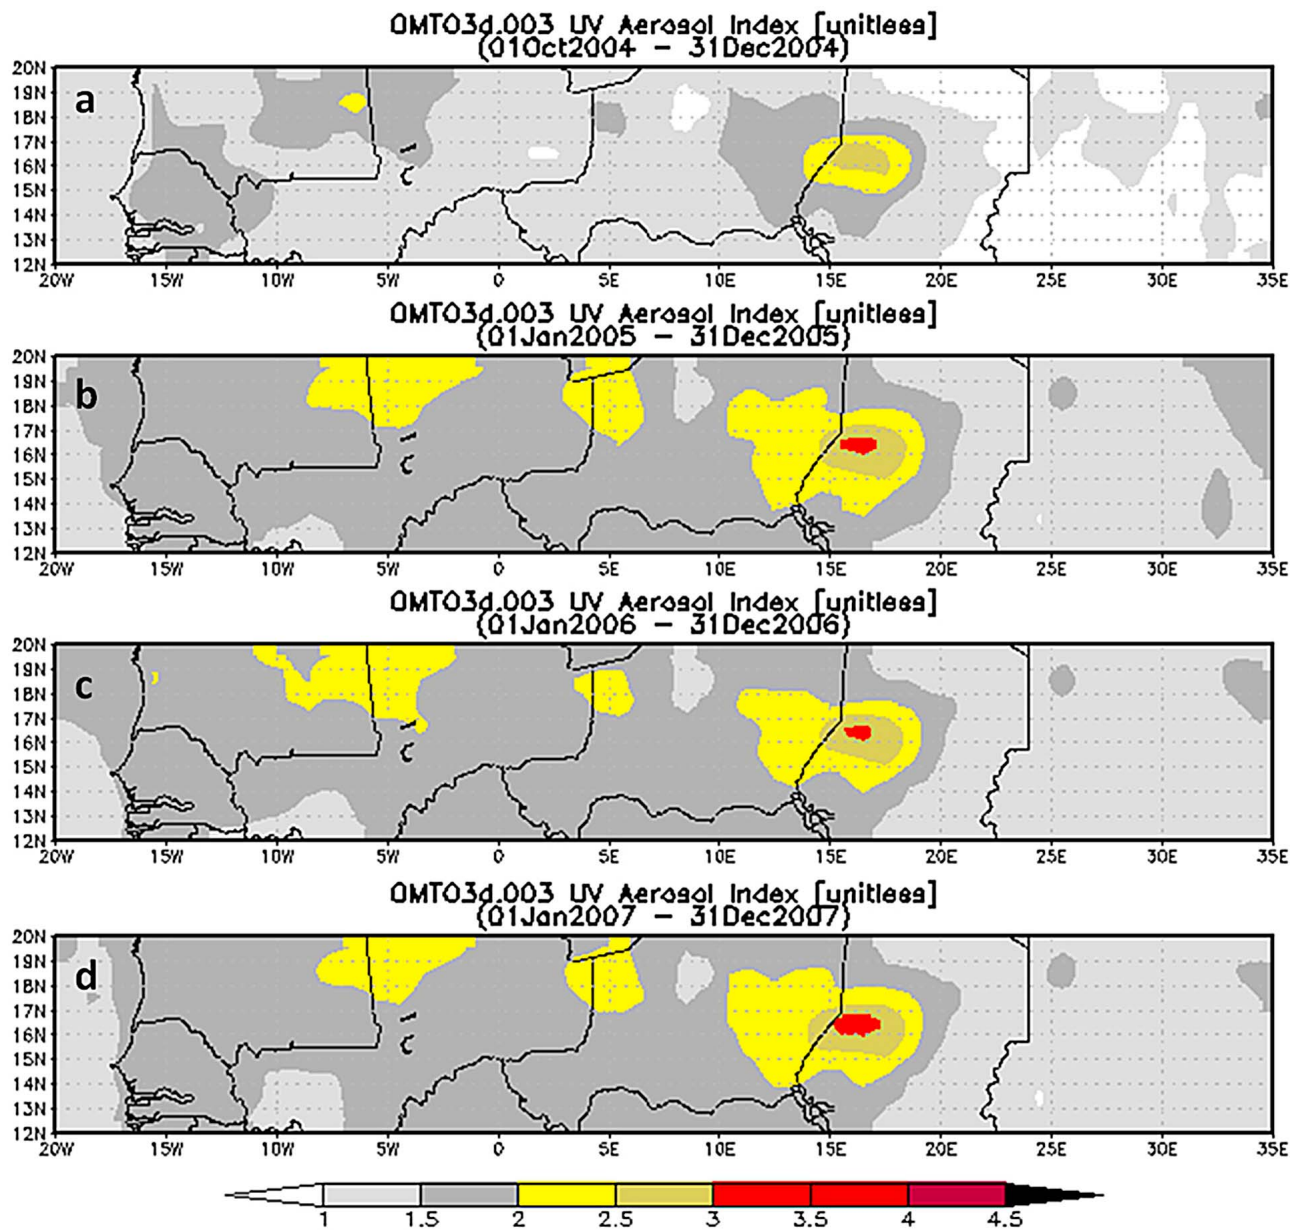 OMTO3d.003 UV Aerosol Index [unitless]
(01Oct2004 - 31Dec2004)
20N
19N
18N
17N
16N
15N
14N
13N
12N
a
20W 15W 10W 5W 0 5E 10E 15E 20E 25E 30E 35E
OMTO3d.003 UV Aerosol Index [unitless]
(01Jan2005 - 31Dec2005)
20N
19N
18N
17N
16N
15N
14N
13N
12N
b
20W 15W 10W 5W 0 5E 10E 15E 20E 25E 30E 35E
OMTO3d.003 UV Aerosol Index [unitless]
(01Jan2006 - 31Dec2006)
20N
19N
18N
17N
16N
15N
14N
13N
12N
c
20W 15W 10W 5W 0 5E 10E 15E 20E 25E 30E 35E
OMTO3d.003 UV Aerosol Index [unitless]
(01Jan2007 - 31Dec2007)
20N
19N
18N
17N
16N
15N
14N
13N
12N
d
20W 15W 10W 5W 0 5E 10E 15E 20E 25E 30E 35E
1 1.5 2 2.5 3 3.5 4 4.5